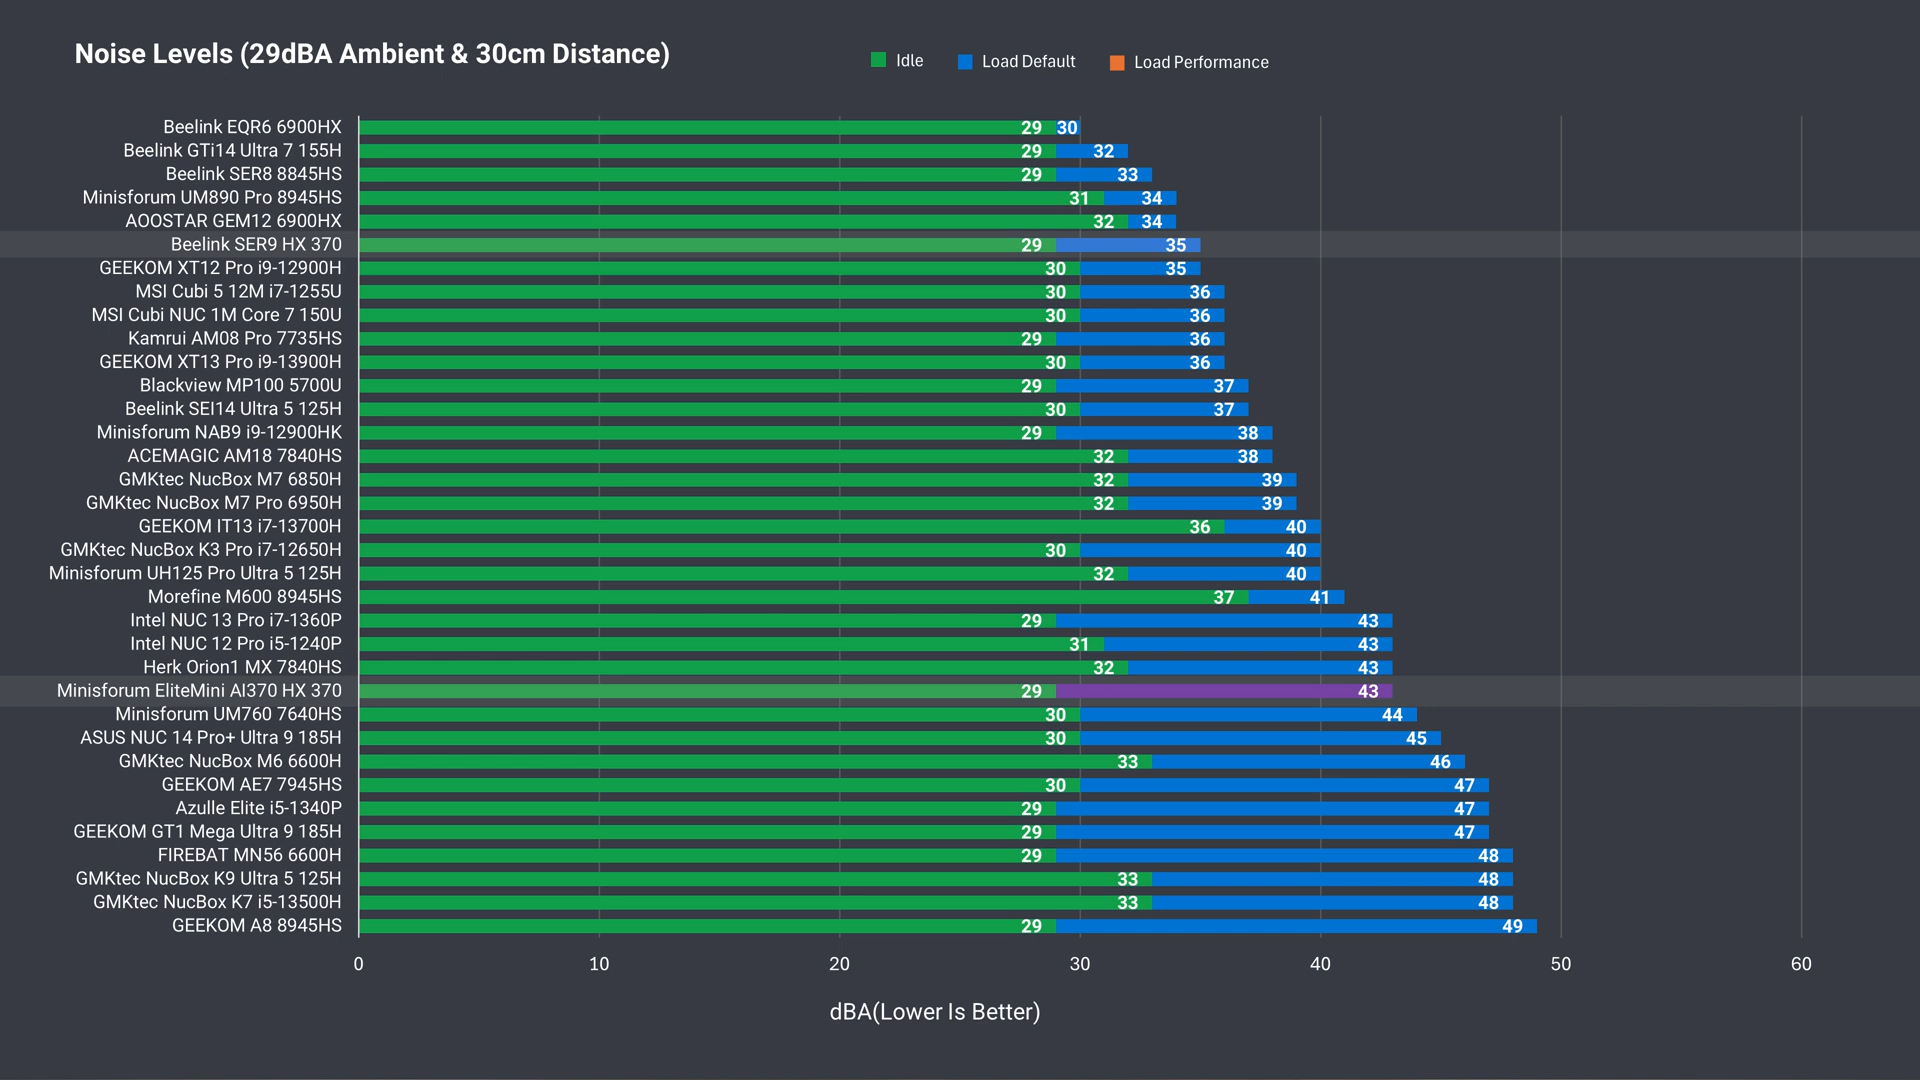 Noise Levels (29dBA Ambient & 30cm Distance)
Idle Load Default Load Performance
Beelink EQR6 6900HX 29 30
Beelink GTi14 Ultra 7 155H 29 32
Beelink SER8 8845HS 29 33
Minisforum UM890 Pro 8945HS 31 34
AOOSTAR GEM12 6900HX 32 34
Beelink SER9 HX 370 29 35
GEEKOM XT12 Pro i9-12900H 30 35
MSI Cubi 5 12M i7-1255U 30 36
MSI Cubi NUC 1M Core 7 150U 30 36
Kamrui AM08 Pro 7735HS 29 36
GEEKOM XT13 Pro i9-13900H 30 36
Blackview MP100 5700U 29 37
Beelink SEI14 Ultra 5 125H 30 37
Minisforum NAB9 i9-12900HK 29 38
ACEMAGIC AM18 7840HS 32 38
GMKtec NucBox M7 6850H 32 39
GMKtec NucBox M7 Pro 6950H 32 39
GEEKOM IT13 i7-13700H 36 40
GMKtec NucBox K3 Pro i7-12650H 30 40
Minisforum UH125 Pro Ultra 5 125H 32 40
Morefine M600 8945HS 37 41
Intel NUC 13 Pro i7-1360P 29 43
Intel NUC 12 Pro i5-1240P 31 43
Herk Orion1 MX 7840HS 32 43
Minisforum EliteMini AI370 HX 370 29 43
Minisforum UM760 7640HS 30 44
ASUS NUC 14 Pro+ Ultra 9 185H 30 45
GMKtec NucBox M6 6600H 33 46
GEEKOM AE7 7945HS 30 47
Azulle Elite i5-1340P 29 47
GEEKOM GT1 Mega Ultra 9 185H 29 47
FIREBAT MN56 6600H 29 48
GMKtec NucBox K9 Ultra 5 125H 33 48
GMKtec NucBox K7 i5-13500H 33 48
GEEKOM A8 8945HS 29 49
0 10 20 30 40 50 60
dBA(Lower Is Better)